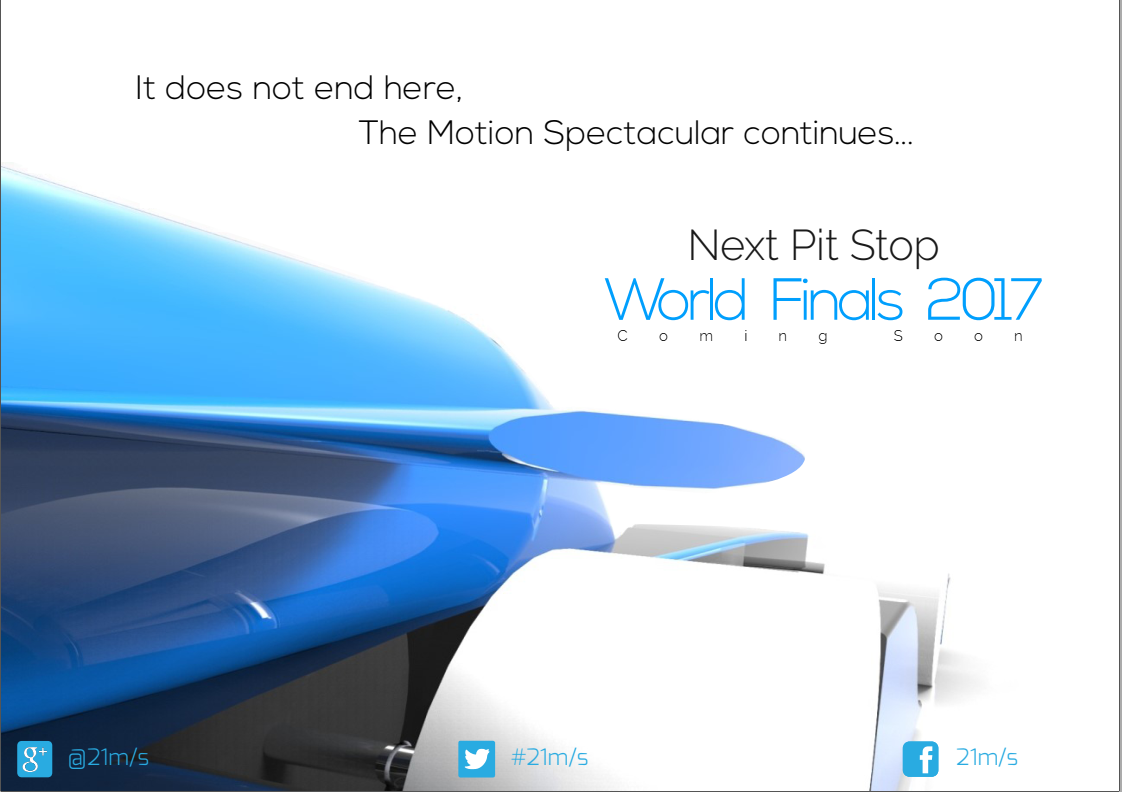 It does not end here,
The Motion Spectacular continues...
Next Pit Stop
World Finals 2017
Coming Soon
g+ @21m/s
#21m/s
f 21m/s